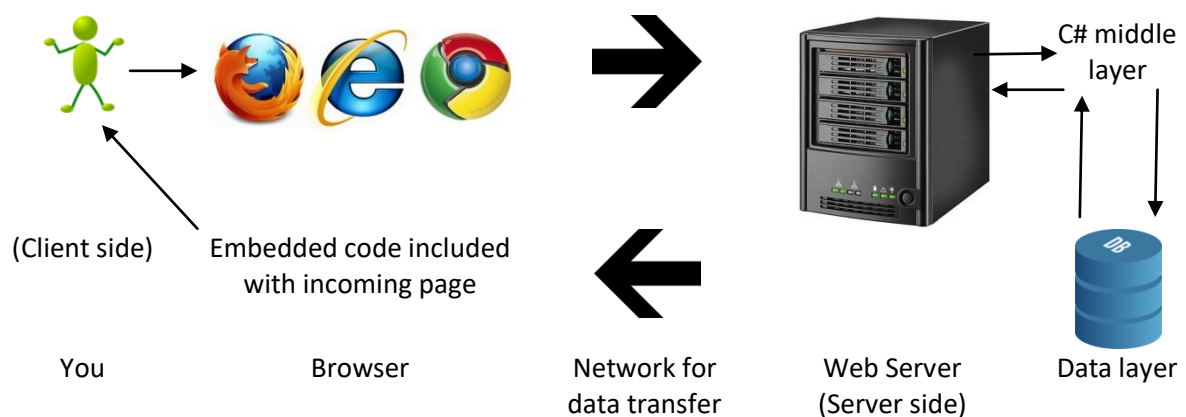 C# middle
layer
DB
(Client side)
Embedded code included
with incoming page
You
Browser
Network for
data transfer
Web Server
(Server side)
Data layer